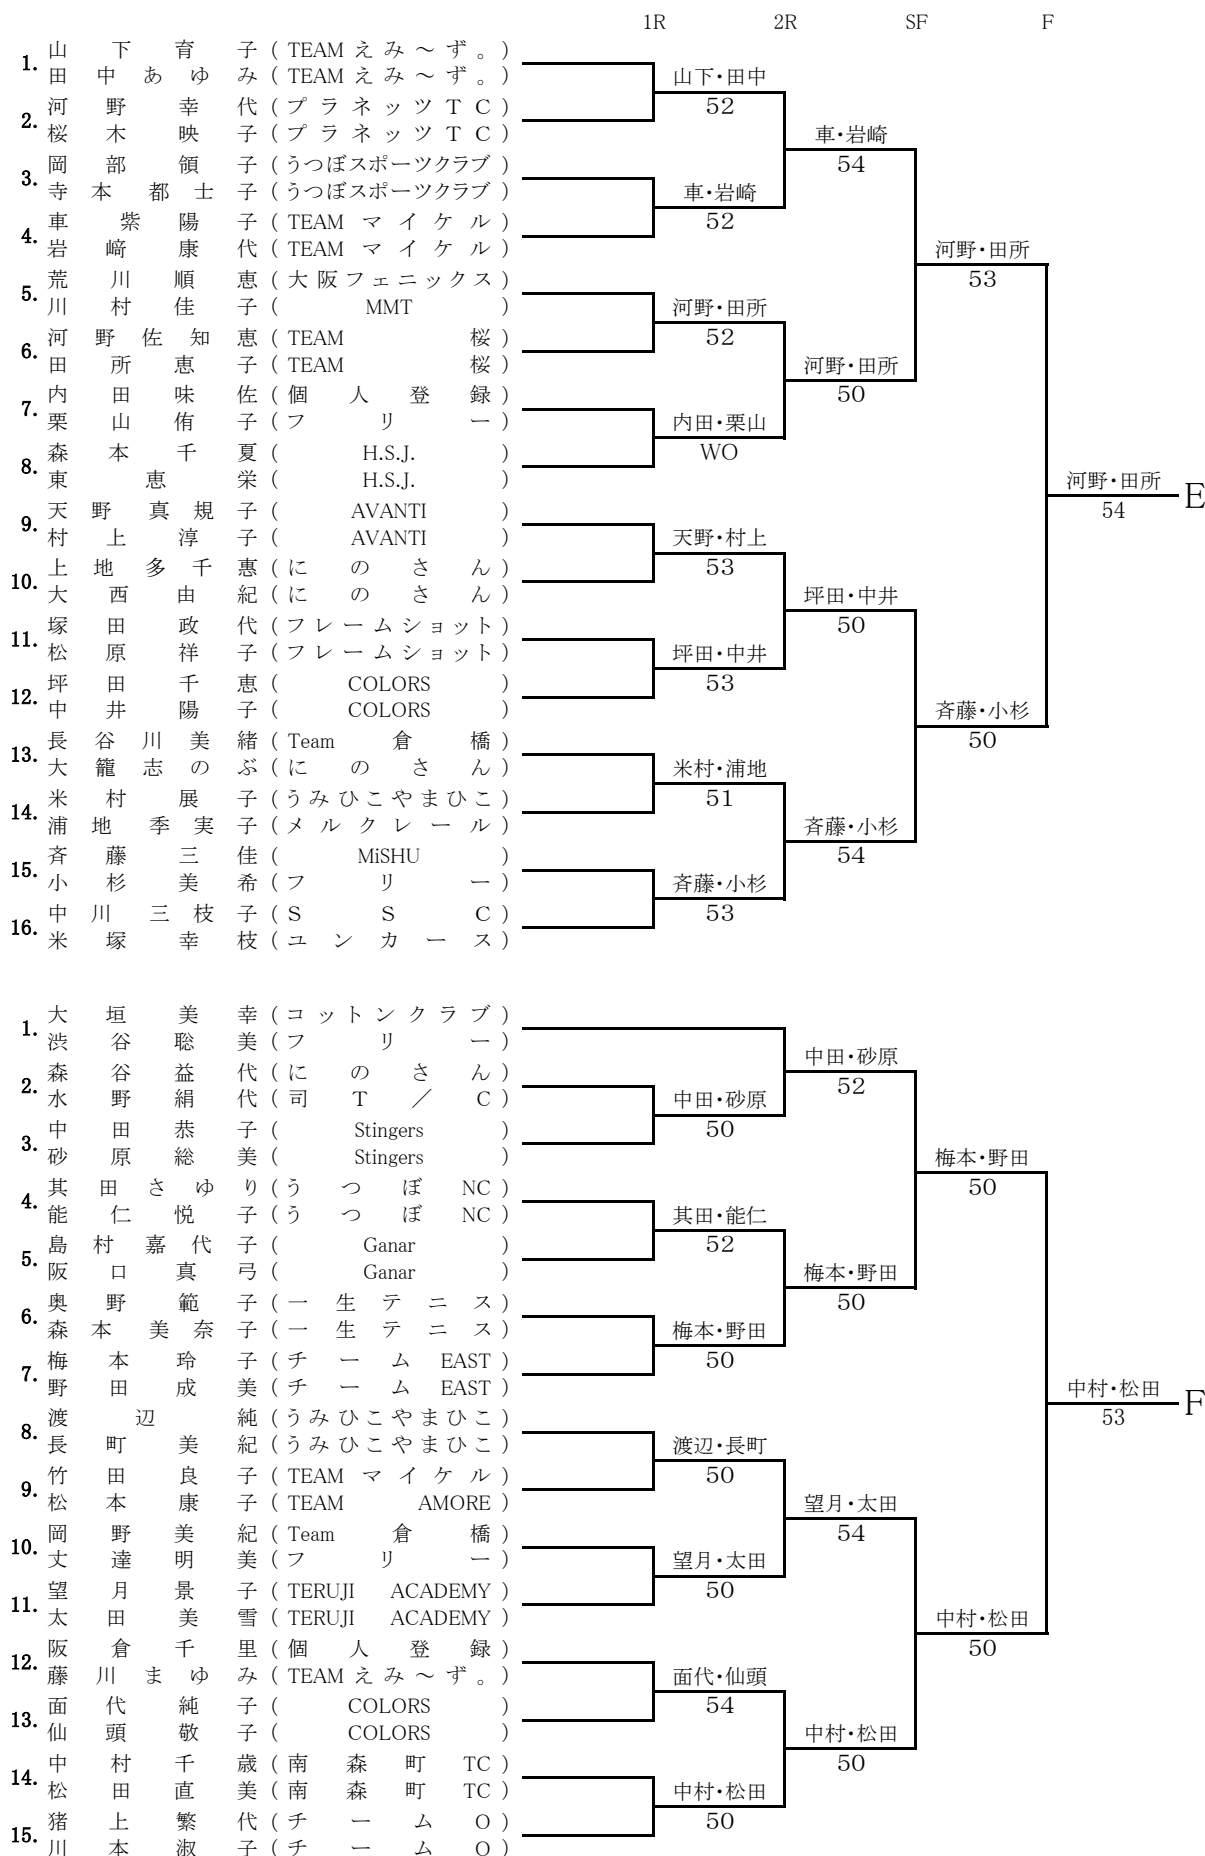 1R 2R SF F
1. 山下育子(TEAMえみ～ず。)
田中あゆみ(TEAMえみ～ず。)
山下・田中
52
2. 河野幸代(プラネッツTC)
桜木映子(プラネッツTC)
車・岩崎
54
3. 岡部領子(うつぼスポーツクラブ)
寺本都士子(うつぼスポーツクラブ)
車・岩崎
52
4. 車紫陽子(TEAMマイケル)
岩﨑康代(TEAMマイケル)
河野・田所
53
5. 荒川順恵(大阪フェニックス)
川村佳子(MMT)
河野・田所
52
6. 河野佐知恵(TEAM桜)
田所恵子(TEAM桜)
河野・田所
50
7. 内田味佐(個人登録)
栗山侑子(フリー)
内田・栗山
WO
8. 森本千夏(H.S.J.)
東恵栄(H.S.J.)
河野・田所
54
E
9. 天野真規子(AVANTI)
村上淳子(AVANTI)
天野・村上
53
10. 上地多千惠(にのさん)
大西由紀(にのさん)
坪田・中井
50
11. 塚田政代(フレームショット)
松原祥子(フレームショット)
坪田・中井
53
12. 坪田千恵(COLORS)
中井陽子(COLORS)
斉藤・小杉
50
13. 長谷川美緒(Team倉橋)
大籠志のぶ(にのさん)
米村・浦地
51
14. 米村展子(うみひこやまひこ)
浦地季実子(メルクレール)
斉藤・小杉
54
15. 斉藤三佳(MiSHU)
小杉美希(フリー)
斉藤・小杉
53
16. 中川三枝子(SSC)
米塚幸枝(ユンカース)
1. 大垣美幸(コットンクラブ)
渋谷聡美(フリー)
中田・砂原
52
2. 森谷益代(にのさん)
水野絹代(司T／C)
中田・砂原
50
3. 中田恭子(Stingers)
砂原総美(Stingers)
梅本・野田
50
4. 其田さゆり(うつぼNC)
能仁悦子(うつぼNC)
其田・能仁
52
5. 島村嘉代子(Ganar)
阪口真弓(Ganar)
梅本・野田
50
6. 奥野範子(一生テニス)
森本美奈子(一生テニス)
梅本・野田
50
7. 梅本玲子(チームEAST)
野田成美(チームEAST)
中村・松田
53
F
8. 渡辺純(うみひこやまひこ)
長町美紀(うみひこやまひこ)
渡辺・長町
50
9. 竹田良子(TEAMマイケル)
松本康子(TEAM AMORE)
望月・太田
54
10. 岡野美紀(Team倉橋)
丈達明美(フリー)
望月・太田
50
11. 望月景子(TERUJI ACADEMY)
太田美雪(TERUJI ACADEMY)
中村・松田
50
12. 阪倉千里(個人登録)
藤川まゆみ(TEAMえみ～ず。)
面代・仙頭
54
13. 面代純子(COLORS)
仙頭敬子(COLORS)
中村・松田
50
14. 中村千歳(南森町TC)
松田直美(南森町TC)
中村・松田
50
15. 猪上繁代(チームO)
川本淑子(チームO)